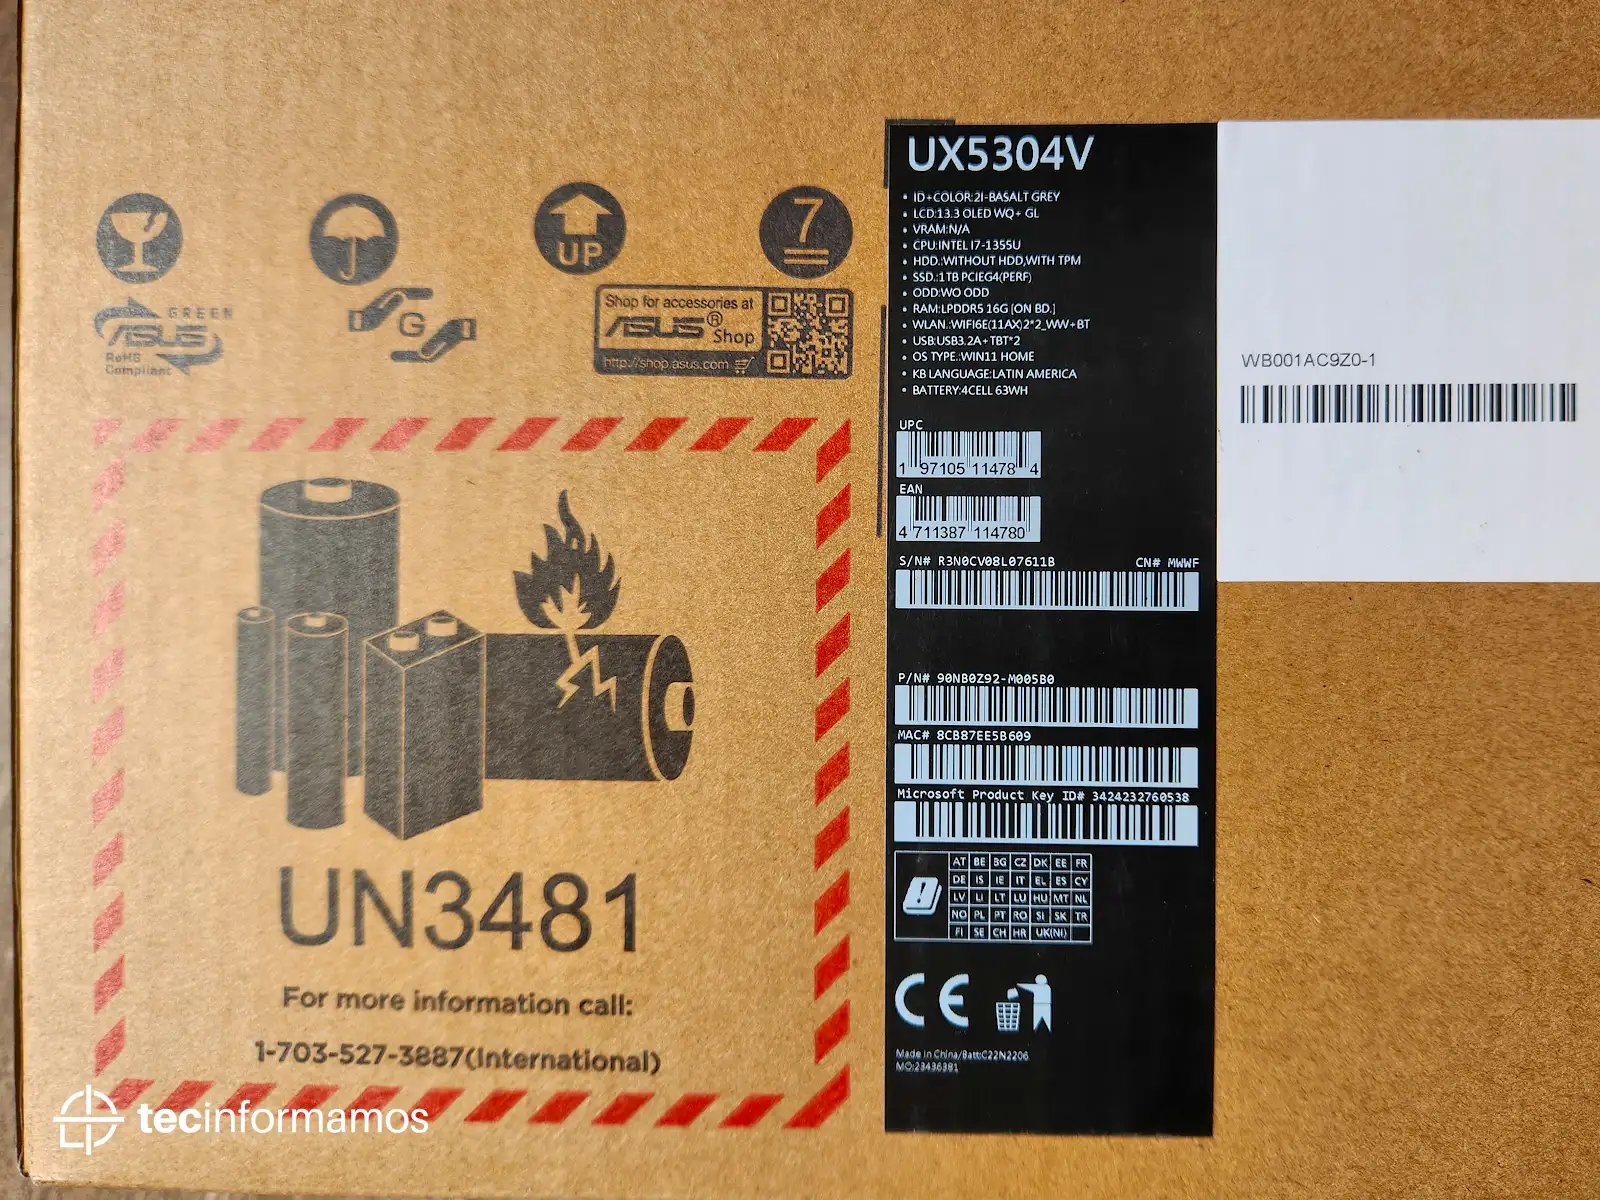 UP
7
GREEN
ASUS
RoHS
Compliant
G
Shop for accessories at
ASUS® Shop
http://shop.asus.com
UN3481
For more information call:
1-703-527-3887(International)
tecinformamos
UX5304V
• ID+COLOR:2I-BASALT GREY
• LCD:13.3 OLED WQ+ GL
• VRAM:N/A
• CPU:INTEL I7-1355U
• HDD.:WITHOUT HDD,WITH TPM
• SSD.:1TB PCIEG4(PERF)
• ODD:WO ODD
• RAM:LPDDR5 16G [ON BD.]
• WLAN.:WIFI6E(11AX)2*2_WW+BT
• USB:USB3.2A+TBT*2
• OS TYPE.:WIN11 HOME
• KB LANGUAGE:LATIN AMERICA
• BATTERY:4CELL 63WH
UPC
1 97105 11478 4
EAN
4 711387 114780
S/N# R3N0CV08L07611B CN# MWWF
P/N# 90NB0Z92-M005B0
MAC# 8CB87EE5B609
Microsoft Product Key ID# 3424232760538
AT BE BG CZ DK EE FR
DE IS IE IT EL ES CY
LV LI LT LU HU MT NL
NO PL PT RO SI SK TR
FI SE CH HR UK(NI)
CE
Made in China/Batt:C22N2206
MO:23436381
WB001AC9Z0-1